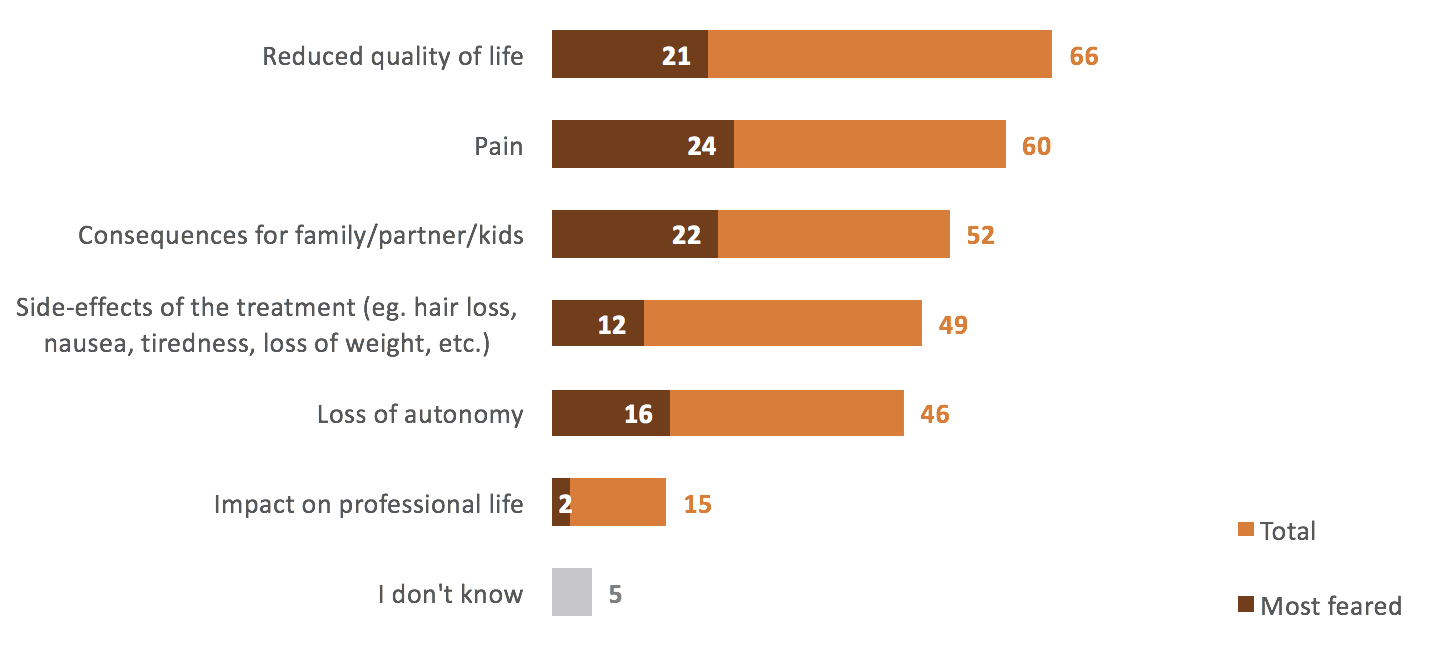 Reduced quality of life 21 66
Pain 24 60
Consequences for family/partner/kids 22 52
Side-effects of the treatment (eg. hair loss,
nausea, tiredness, loss of weight, etc.) 12 49
Loss of autonomy 16 46
Impact on professional life 2 15
Total
I don't know 5
Most feared